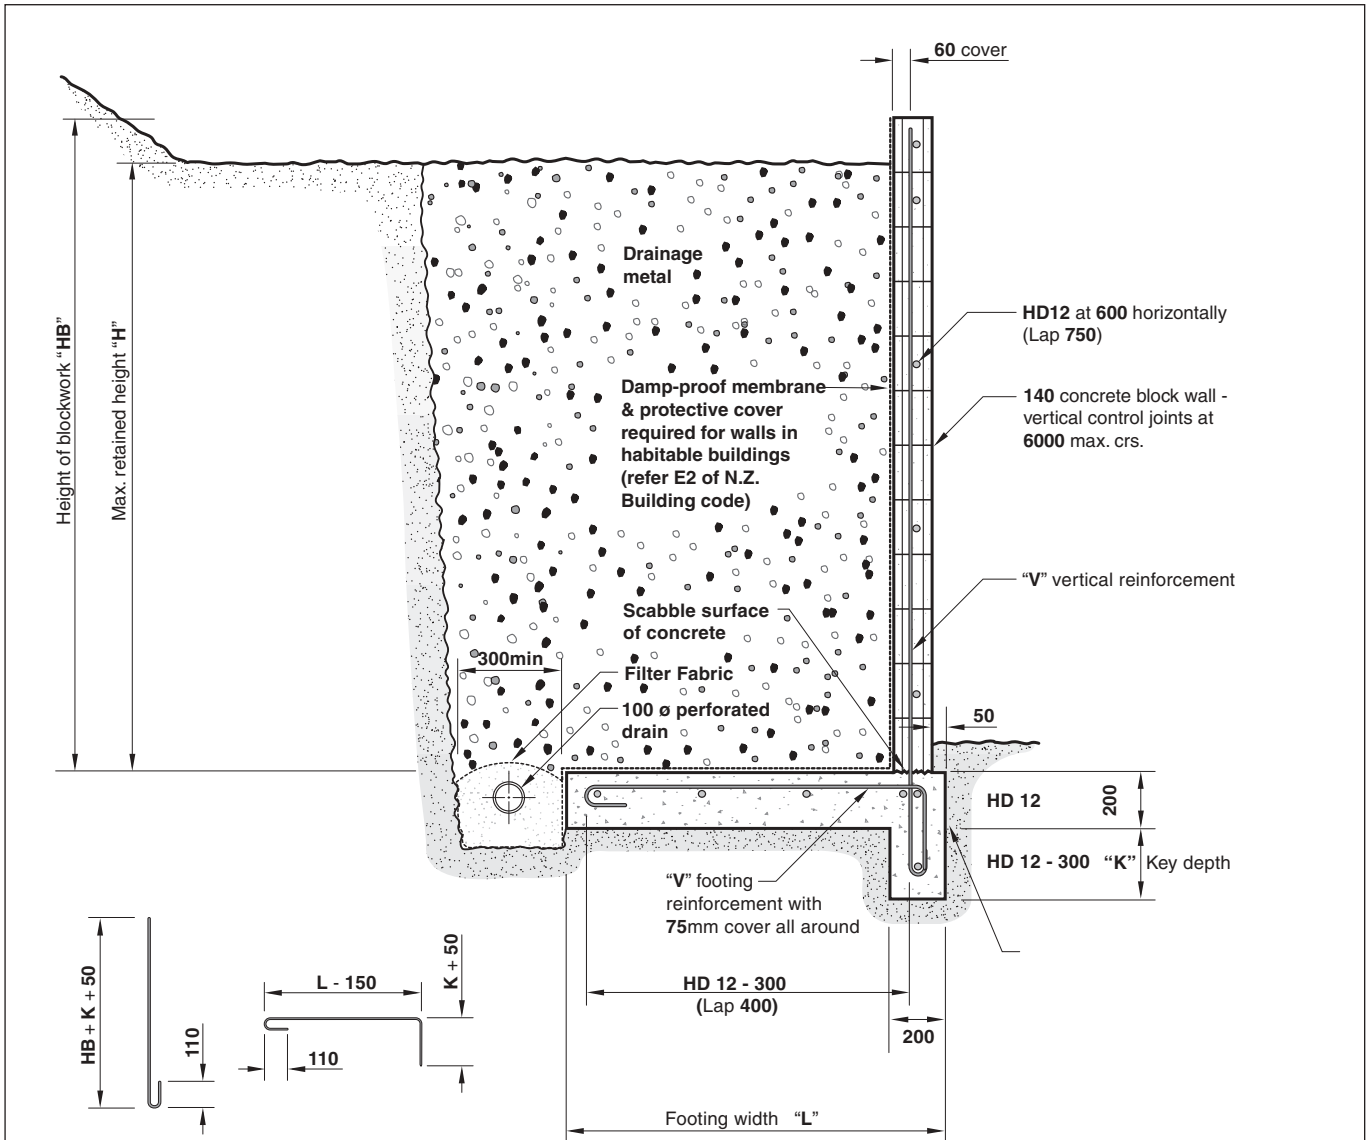 60 cover
Drainage
metal
HD12 at 600 horizontally
(Lap 750)
Height of blockwork “HB”
Max. retained height “H”
Damp-proof membrane
& protective cover
required for walls in
habitable buildings
(refer E2 of N.Z.
Building code)
140 concrete block wall -
vertical control joints at
6000 max. crs.
“V” vertical reinforcement
Scabble surface
of concrete
300min
Filter Fabric
100 ø perforated
drain
50
HD 12
200
HD 12 - 300 “K” Key depth
“V” footing
reinforcement with
75mm cover all around
HB + K + 50
110
L - 150
K + 50
110
HD 12 - 300
(Lap 400)
200
Footing width “L”